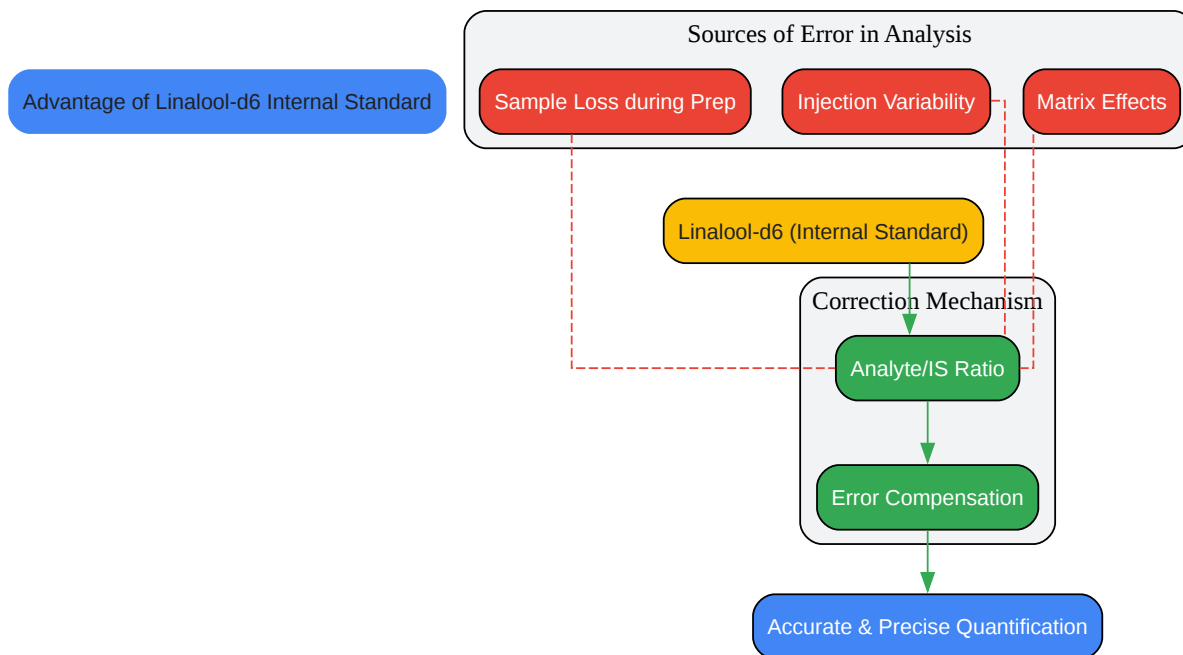 Sources of Error in Analysis
Advantage of Linalool-d6 Internal Standard
Sample Loss during Prep
Injection Variability
Matrix Effects
Linalool-d6 (Internal Standard)
Correction Mechanism
Analyte/IS Ratio
Error Compensation
Accurate & Precise Quantification